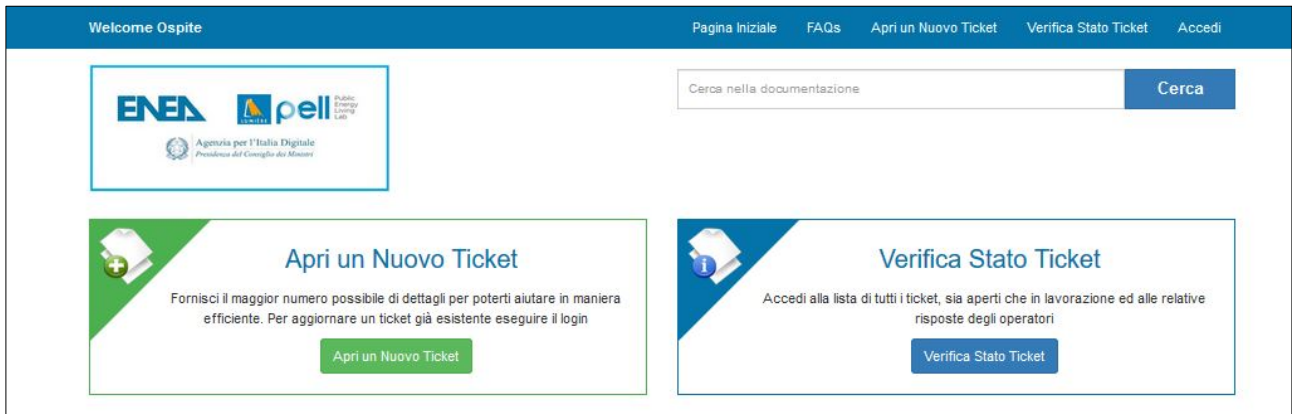 Welcome Ospite
Pagina Iniziale FAQs Apri un Nuovo Ticket Verifica Stato Ticket Accedi
ENEA LUMIÈRE pell Public Energy Living Lab
Agenzia per l'Italia Digitale
Presidenza del Consiglio dei Ministri
Cerca nella documentazione
Cerca
Apri un Nuovo Ticket
Fornisci il maggior numero possibile di dettagli per poterti aiutare in maniera
efficiente. Per aggiornare un ticket già esistente eseguire il login
Apri un Nuovo Ticket
Verifica Stato Ticket
Accedi alla lista di tutti i ticket, sia aperti che in lavorazione ed alle relative
risposte degli operatori
Verifica Stato Ticket